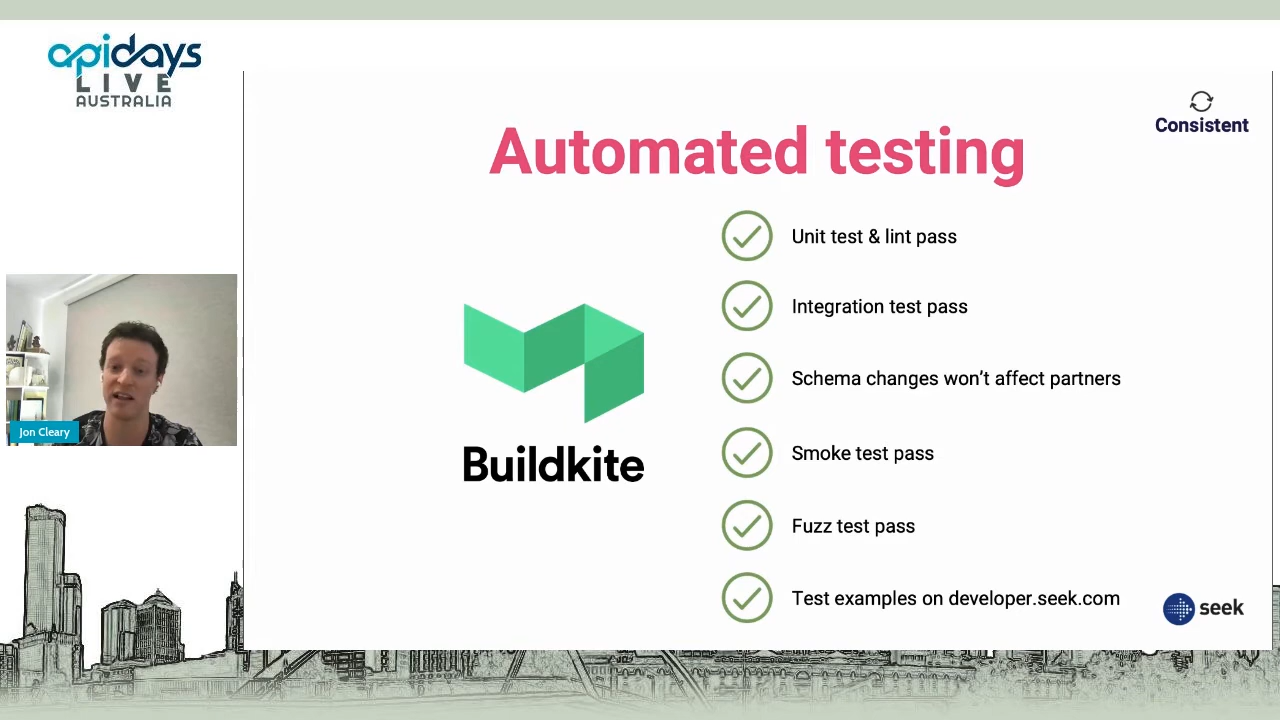 apidays
LIVE
AUSTRALIA
Consistent
Automated testing
Unit test & lint pass
Integration test pass
Schema changes won’t affect partners
Smoke test pass
Fuzz test pass
Test examples on developer.seek.com
Buildkite
Jon Cleary
seek